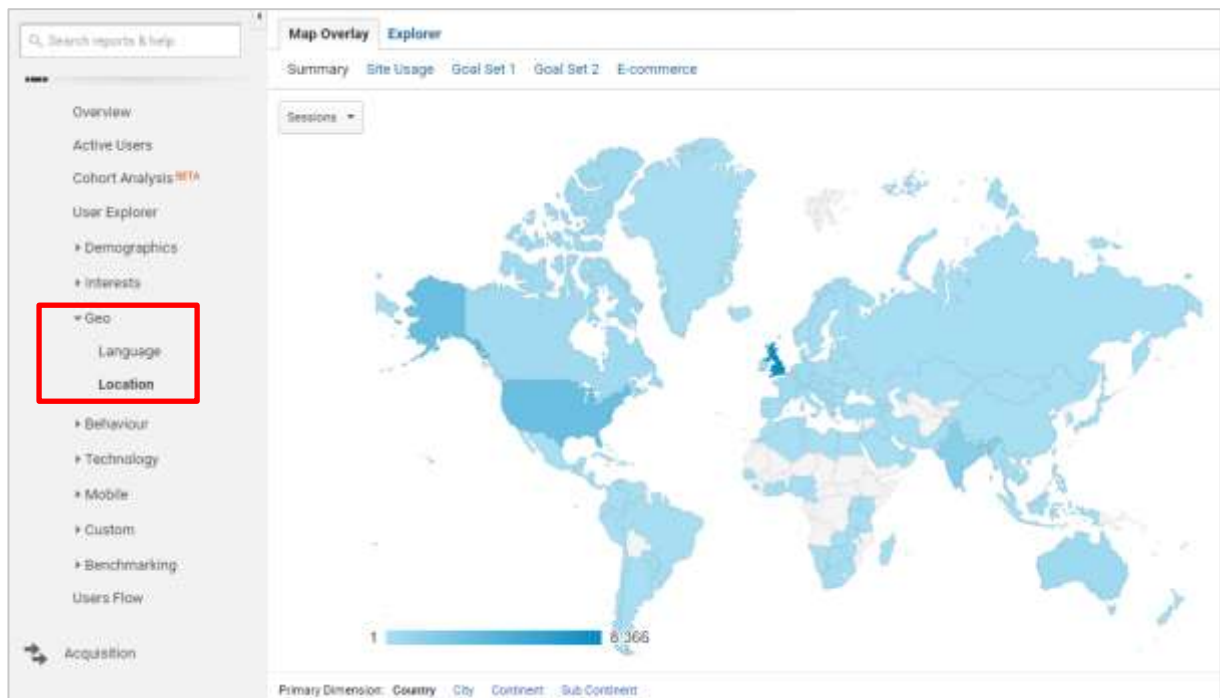 Search reports & help
Overview
Active Users
Cohort Analysis BETA
User Explorer
Demographics
Interests
Geo
Language
Location
Behaviour
Technology
Mobile
Custom
Benchmarking
Users Flow
Acquisition
Map Overlay Explorer
Summary Site Usage Goal Set 1 Goal Set 2 E-commerce
Sessions
1 8,366
Primary Dimension: Country City Continent Sub Continent